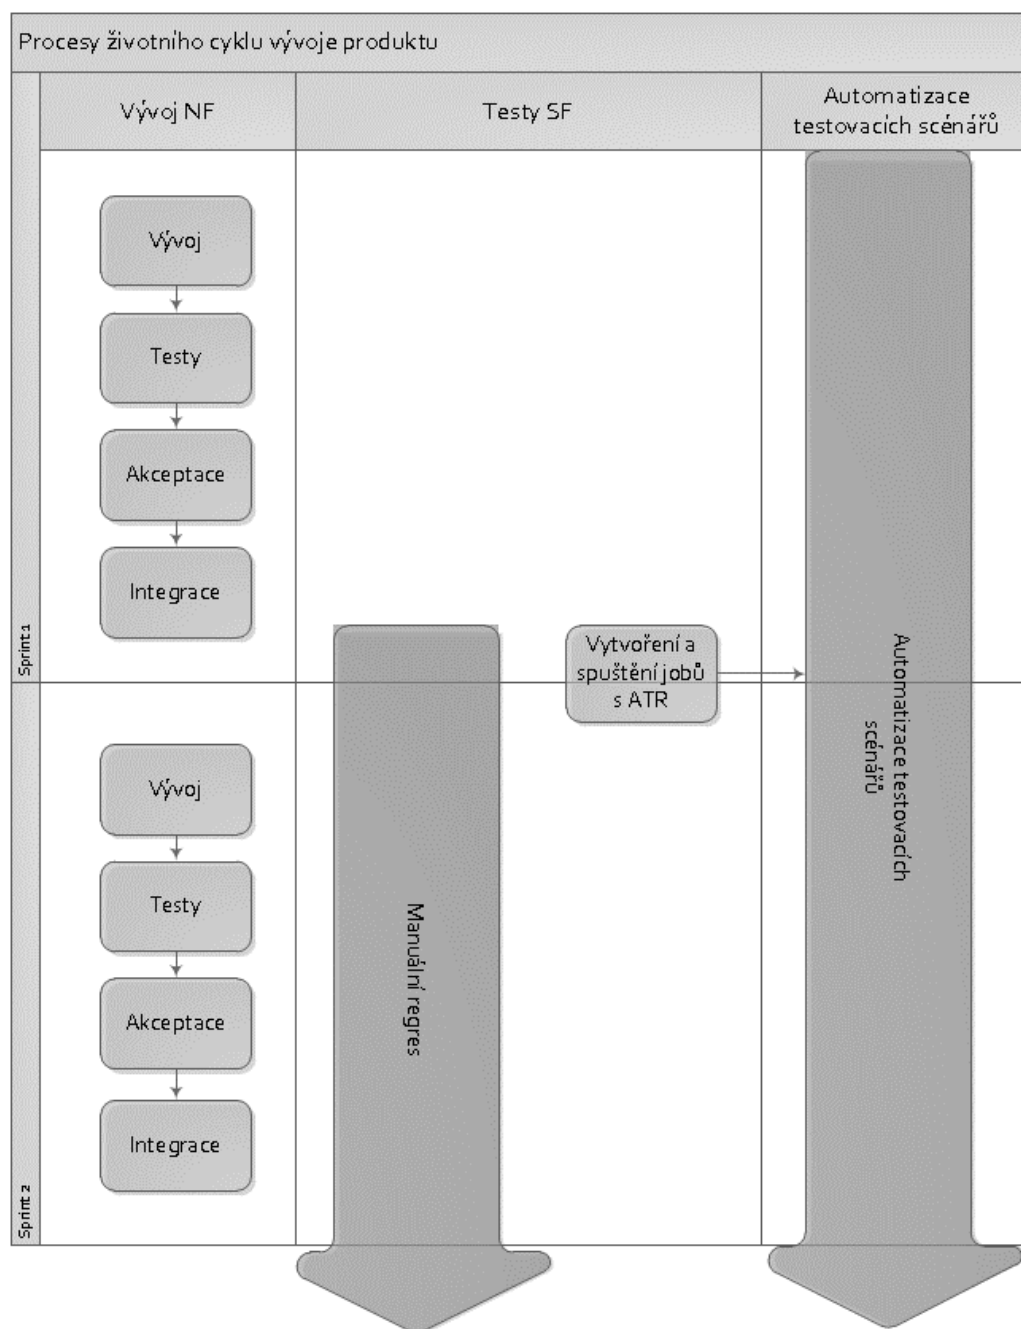 Procesy životního cyklu vývoje produktu
Vývoj NF
Testy SF
Automatizace
testovacích scénářů
Sprint 1
Vývoj
Testy
Akceptace
Integrace
Vytvoření a
spuštění jobů
s ATR
Automatizace testovacích
scénářů
Sprint 2
Vývoj
Testy
Akceptace
Integrace
Manuální regres